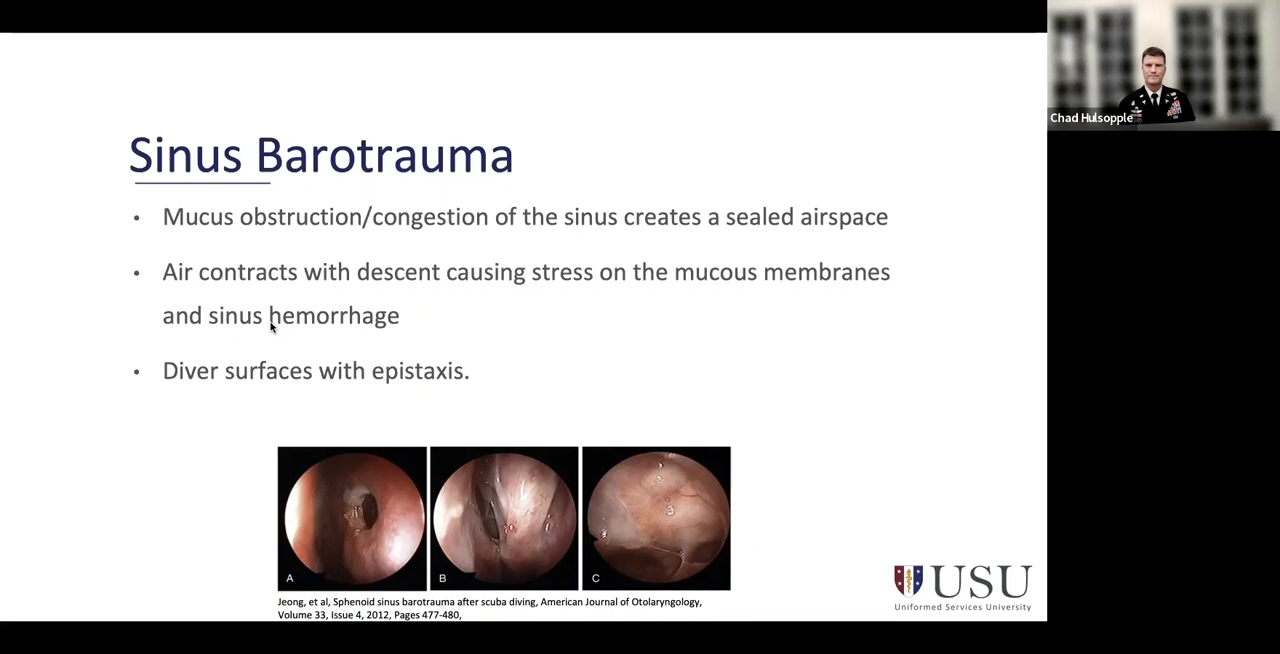 Sinus Barotrauma
• Mucus obstruction/congestion of the sinus creates a sealed airspace
• Air contracts with descent causing stress on the mucous membranes
and sinus hemorrhage
• Diver surfaces with epistaxis.
A B C
Jeong, et al, Sphenoid sinus barotrauma after scuba diving, American Journal of Otolaryngology,
Volume 33, Issue 4, 2012, Pages 477-480,
USU
Uniformed Services University
Chad Hulsopple